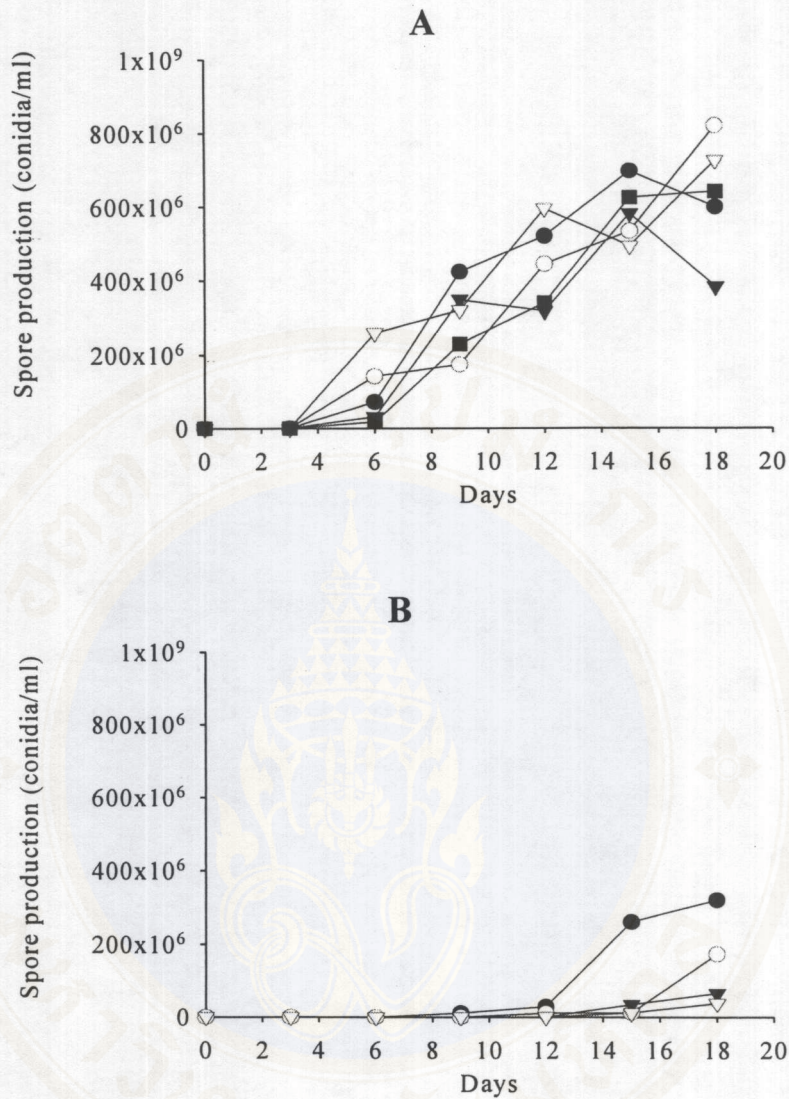 A
Spore production (conidia/ml)
1x10⁹
800x10⁶
600x10⁶
400x10⁶
200x10⁶
0
0 2 4 6 8 10 12 14 16 18 20
Days
B
Spore production (conidia/ml)
1x10⁹
800x10⁶
600x10⁶
400x10⁶
200x10⁶
0
0 2 4 6 8 10 12 14 16 18 20
Days